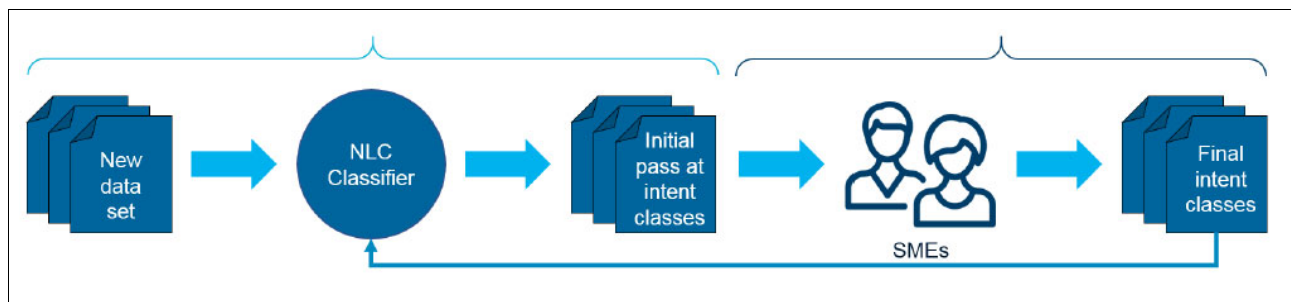 New
data
set
NLC
Classifier
Initial
pass at
intent
classes
SMEs
Final
intent
classes